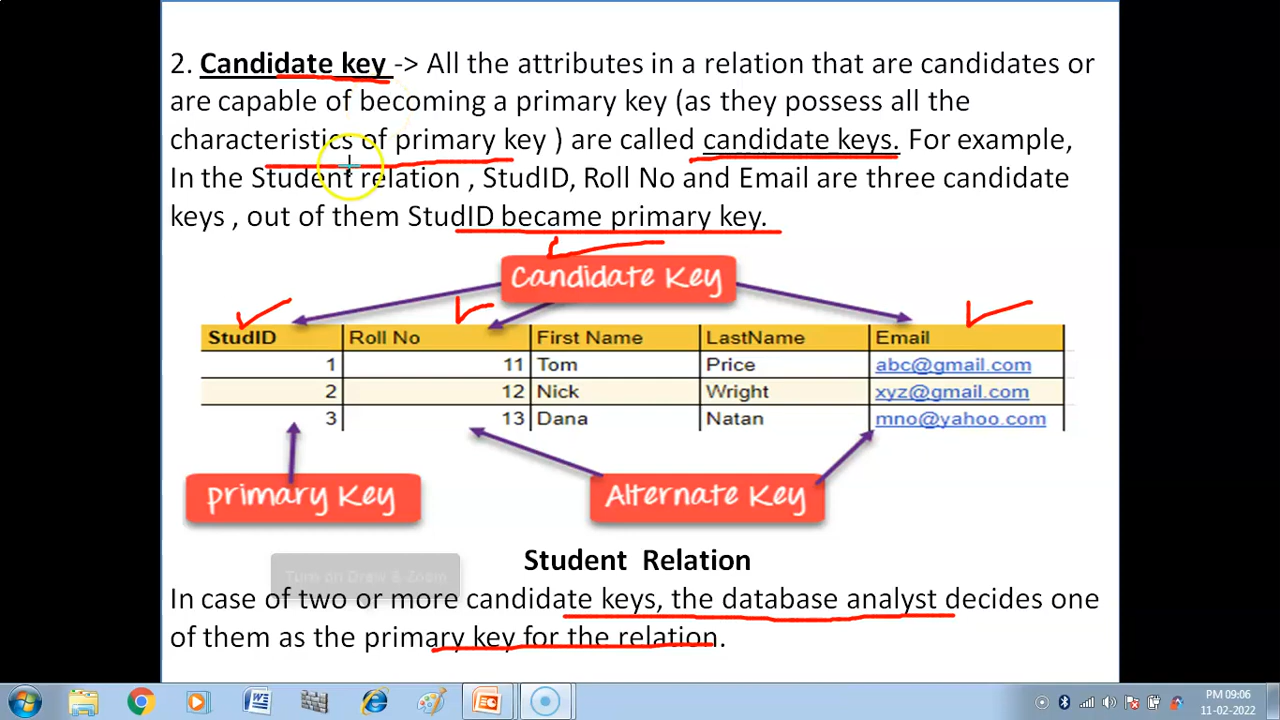 2. Candidate key -> All the attributes in a relation that are candidates or
are capable of becoming a primary key (as they possess all the
characteristics of primary key ) are called candidate keys. For example,
In the Student relation , StudID, Roll No and Email are three candidate
keys , out of them StudID became primary key.
Candidate Key
StudID Roll No First Name LastName Email
1 11 Tom Price abc@gmail.com
2 12 Nick Wright xyz@gmail.com
3 13 Dana Natan mno@yahoo.com
primary Key Alternate Key
Student Relation
Turn on Draw & Zoom
In case of two or more candidate keys, the database analyst decides one
of them as the primary key for the relation.
PM 09:06
11-02-2022